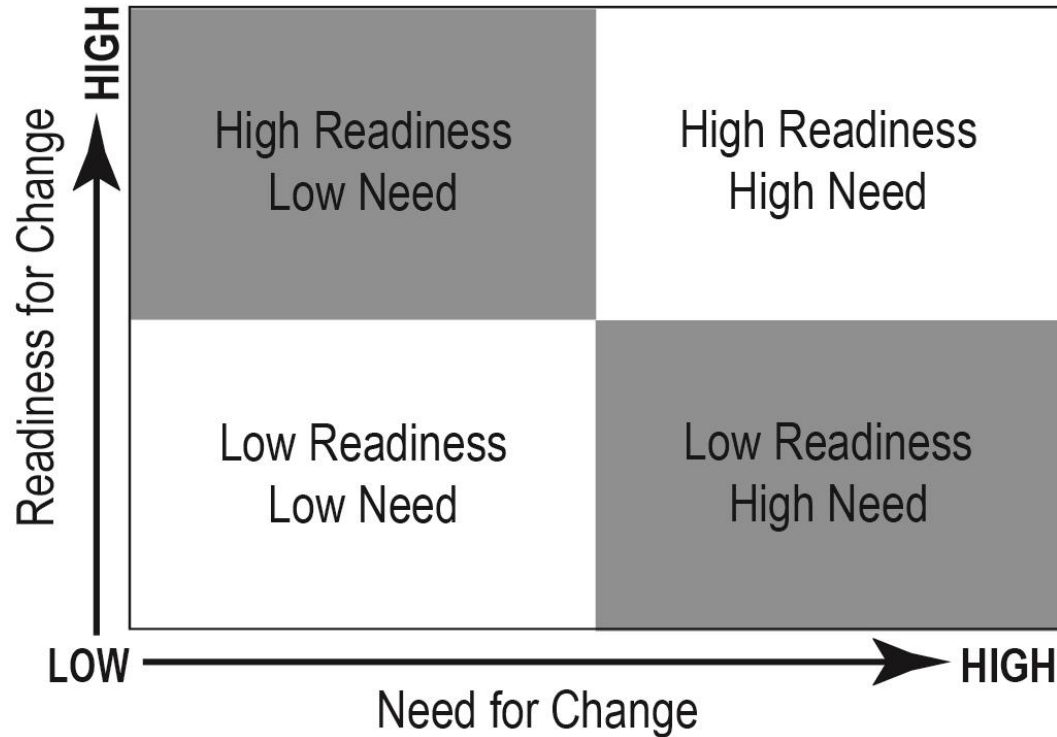 HIGH
Readiness for Change
High Readiness
Low Need
High Readiness
High Need
Low Readiness
Low Need
Low Readiness
High Need
LOW
HIGH
Need for Change